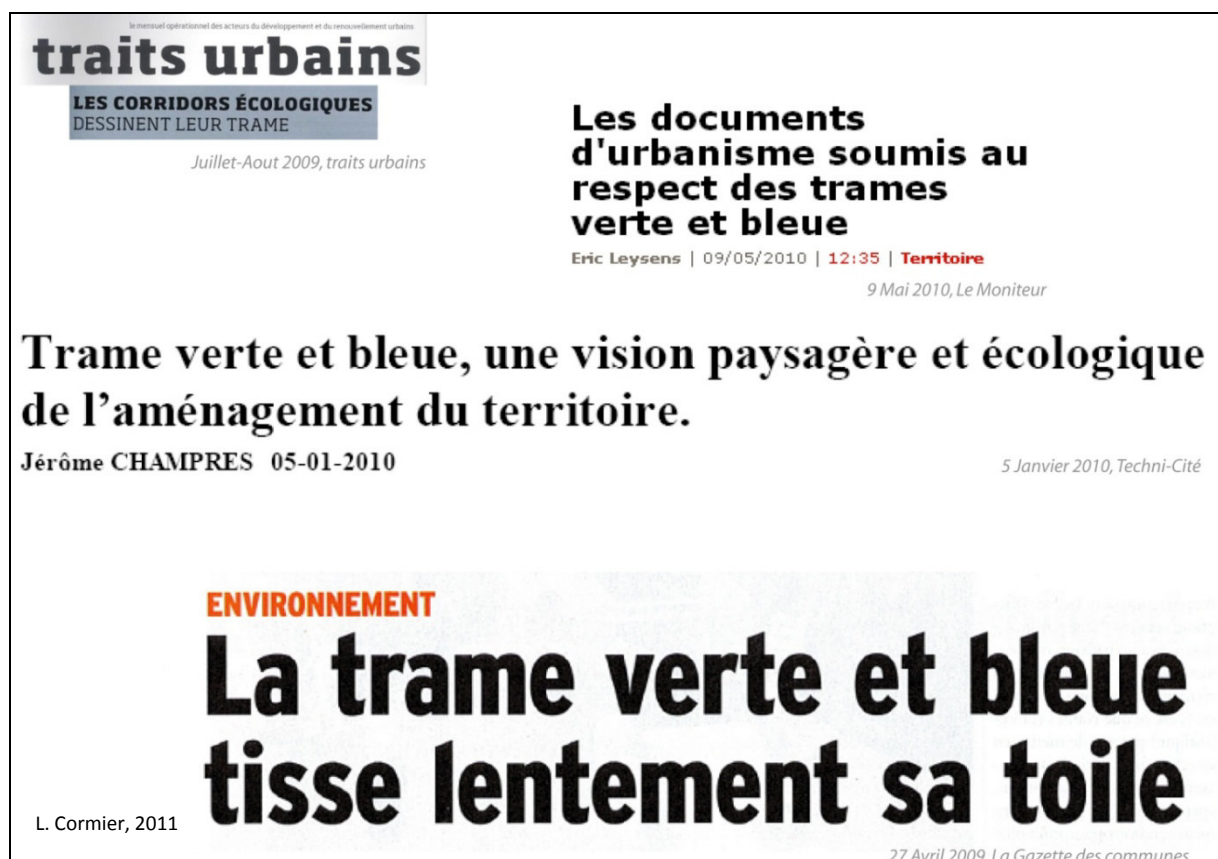 le mensuel opérationnel des acteurs du développement et du renouvellement urbains
traits urbains
LES CORRIDORS ÉCOLOGIQUES
DESSINENT LEUR TRAME
Juillet-Aout 2009, traits urbains
Les documents
d'urbanisme soumis au
respect des trames
verte et bleue
Eric Leysens | 09/05/2010 | 12:35 | Territoire
9 Mai 2010, Le Moniteur
Trame verte et bleue, une vision paysagère et écologique
de l'aménagement du territoire.
Jérôme CHAMPRES 05-01-2010
5 Janvier 2010, Techni-Cité
ENVIRONNEMENT
La trame verte et bleue
tisse lentement sa toile
L. Cormier, 2011
27 Avril 2009, La Gazette des communes